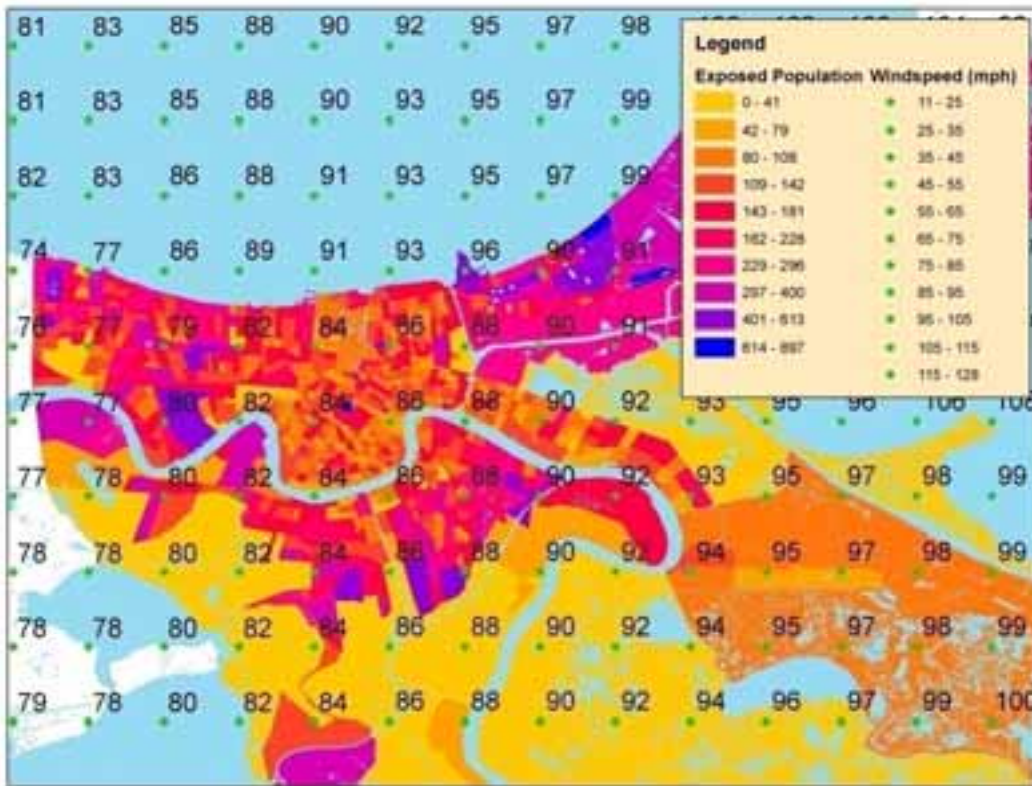 81 83 85 88 90 92 95 97 98
Legend
Exposed Population Windspeed (mph)
0 - 41 11 - 25
42 - 79 25 - 35
80 - 108 35 - 45
109 - 142 45 - 55
143 - 181 55 - 65
182 - 228 65 - 75
229 - 296 75 - 85
297 - 400 85 - 95
401 - 613 95 - 105
614 - 897 105 - 115
115 - 128
81 83 85 88 90 93 95 97 99
82 83 86 88 91 93 95 97 99
74 77 86 89 91 93 96 91
77 79 82 84 86 88 90 91
77 77 80 82 84 86 88 90 92 93 95 96 106
77 78 80 82 84 86 88 90 92 93 95 97 99 99
78 78 80 82 84 86 88 90 92 94 95 97 98 99
78 78 80 82 84 86 88 90 92 94 95 97 98 99
79 78 80 82 84 86 88 90 92 94 96 97 99 100